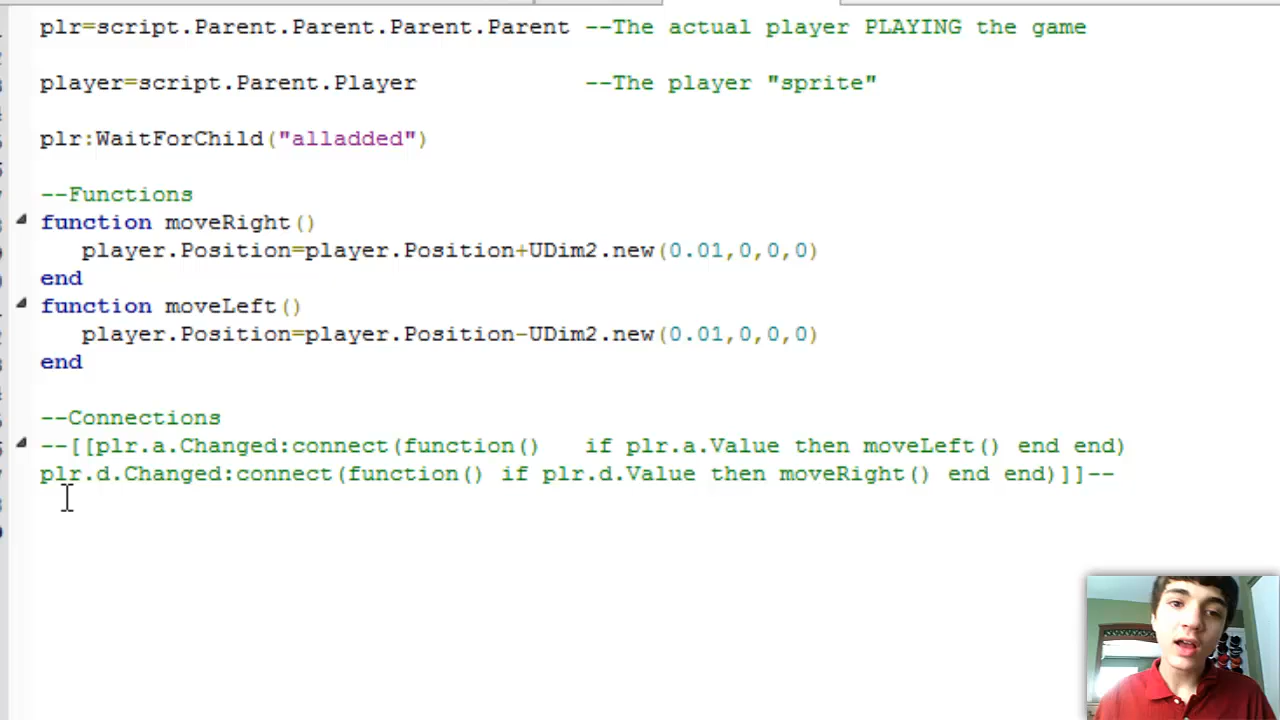 plr=script.Parent.Parent.Parent.Parent --The actual player PLAYING the game
player=script.Parent.Player --The player "sprite"
plr:WaitForChild("alladded")
--Functions
function moveRight()
player.Position=player.Position+UDim2.new(0.01,0,0,0)
end
function moveLeft()
player.Position=player.Position-UDim2.new(0.01,0,0,0)
end
--Connections
--[[plr.a.Changed:connect(function() if plr.a.Value then moveLeft() end end)
plr.d.Changed:connect(function() if plr.d.Value then moveRight() end end)]]--